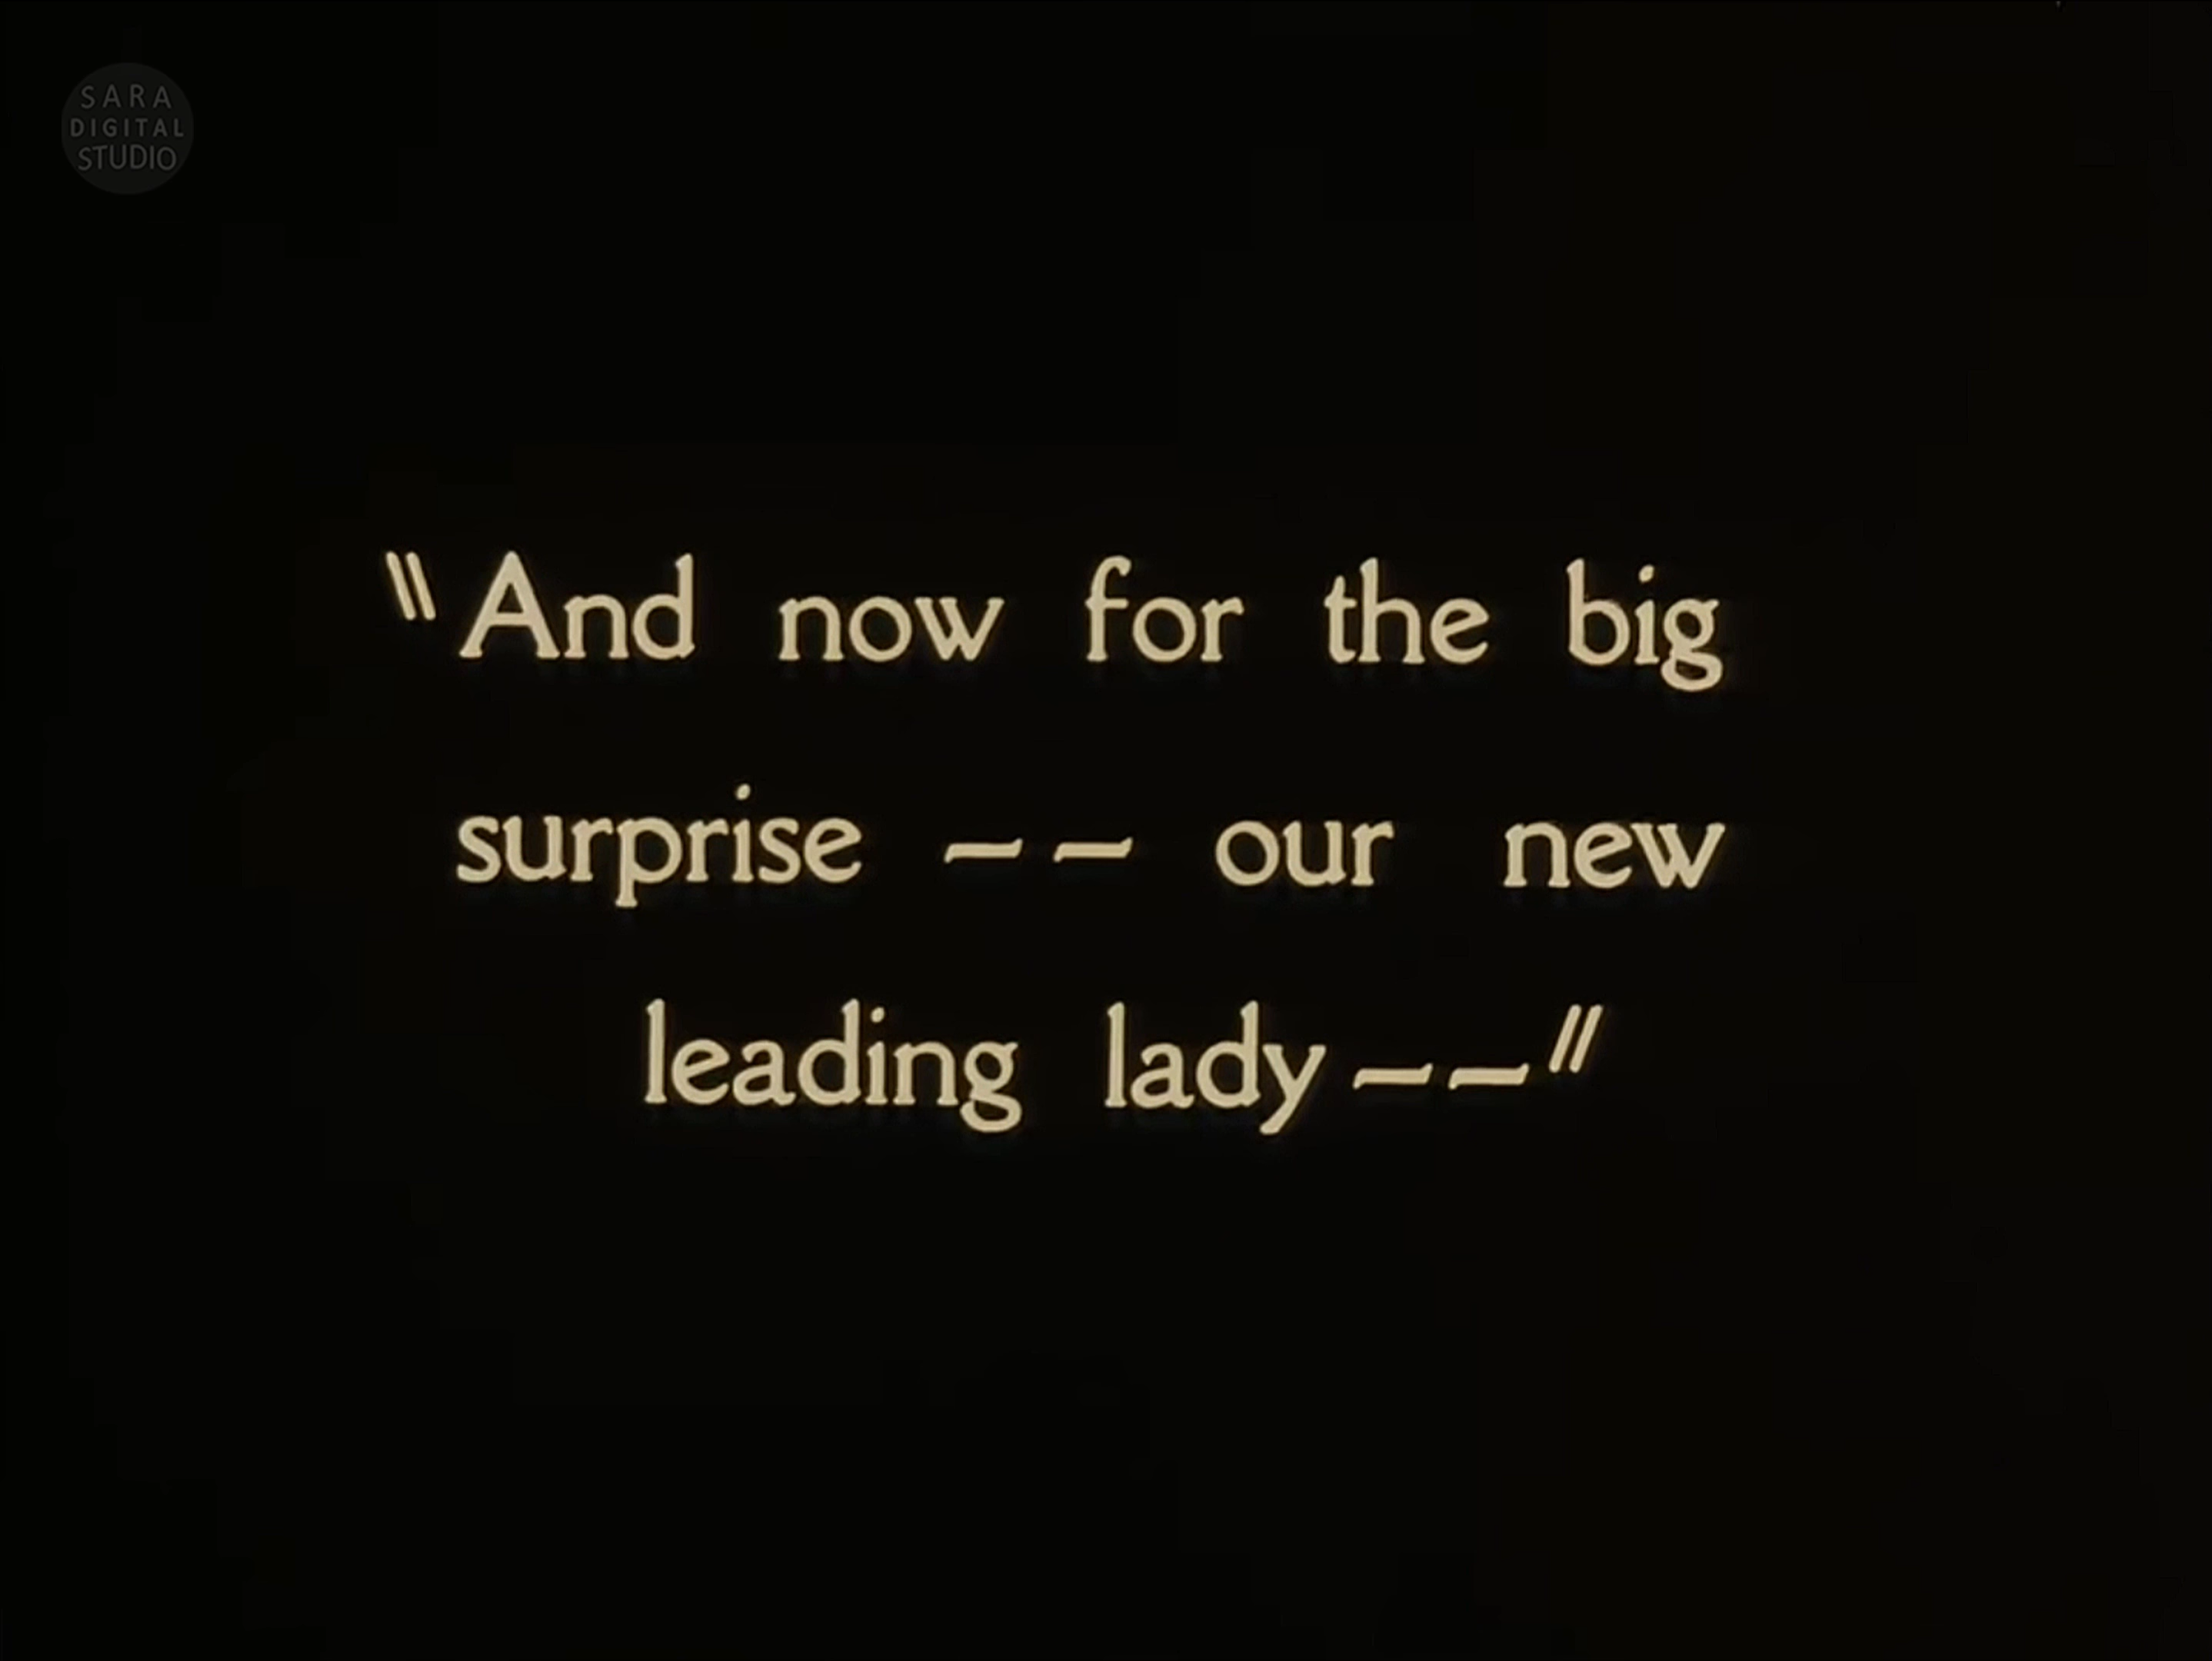 SARA
DIGITAL
STUDIO
"And now for the big
surprise -- our new
leading lady--"